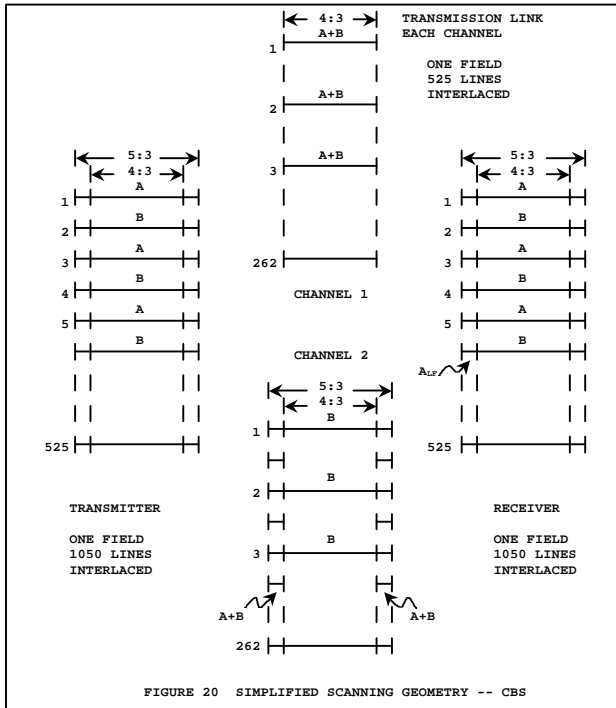 4:3
TRANSMISSION LINK
EACH CHANNEL
A+B
1
ONE FIELD
525 LINES
INTERLACED
A+B
2
A+B
3
262
CHANNEL 1
5:3
4:3
A
1
B
2
A
3
B
4
A
5
B
525
TRANSMITTER
ONE FIELD
1050 LINES
INTERLACED
5:3
4:3
A
1
B
2
A
3
B
4
A
5
B
ALF
525
RECEIVER
ONE FIELD
1050 LINES
INTERLACED
CHANNEL 2
5:3
4:3
B
1
B
2
B
3
A+B
A+B
262
FIGURE 20 SIMPLIFIED SCANNING GEOMETRY -- CBS